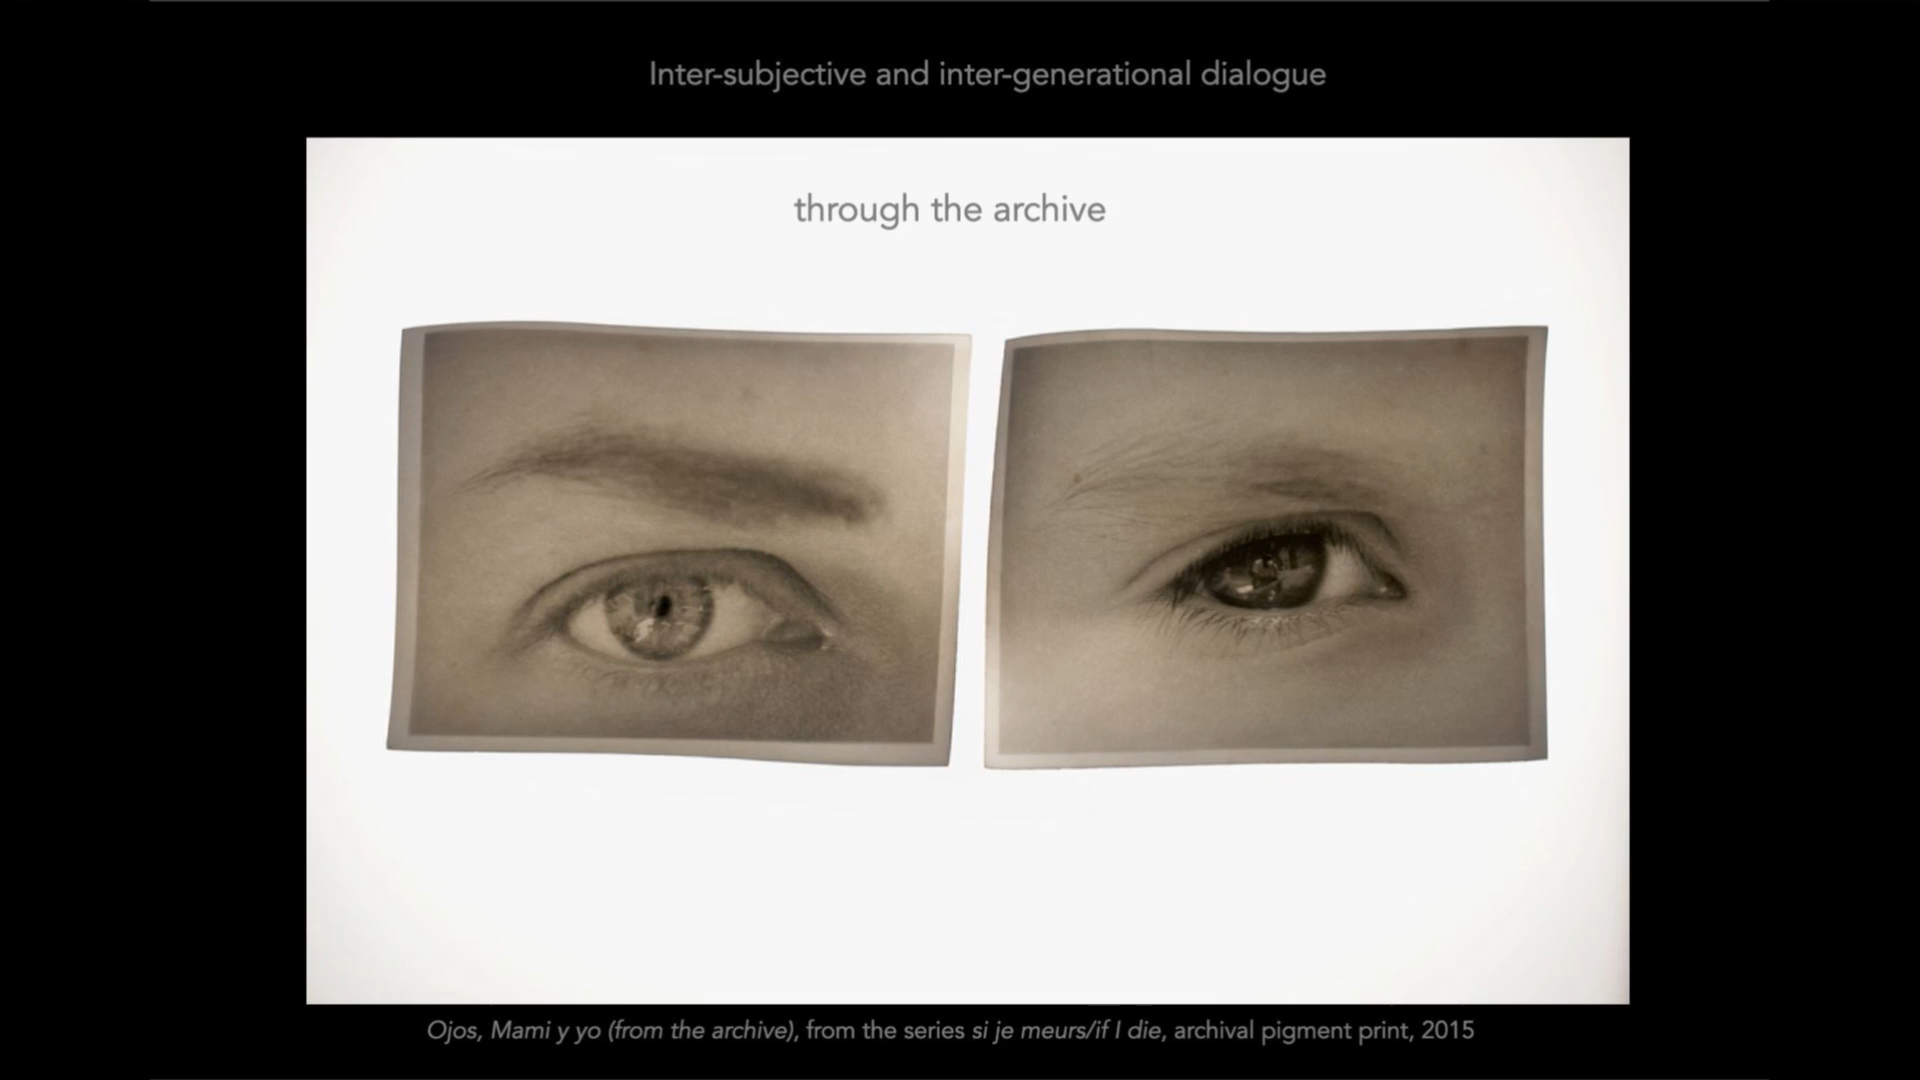 Inter-subjective and inter-generational dialogue
through the archive
Ojos, Mami y yo (from the archive), from the series si je meurs/if I die, archival pigment print, 2015